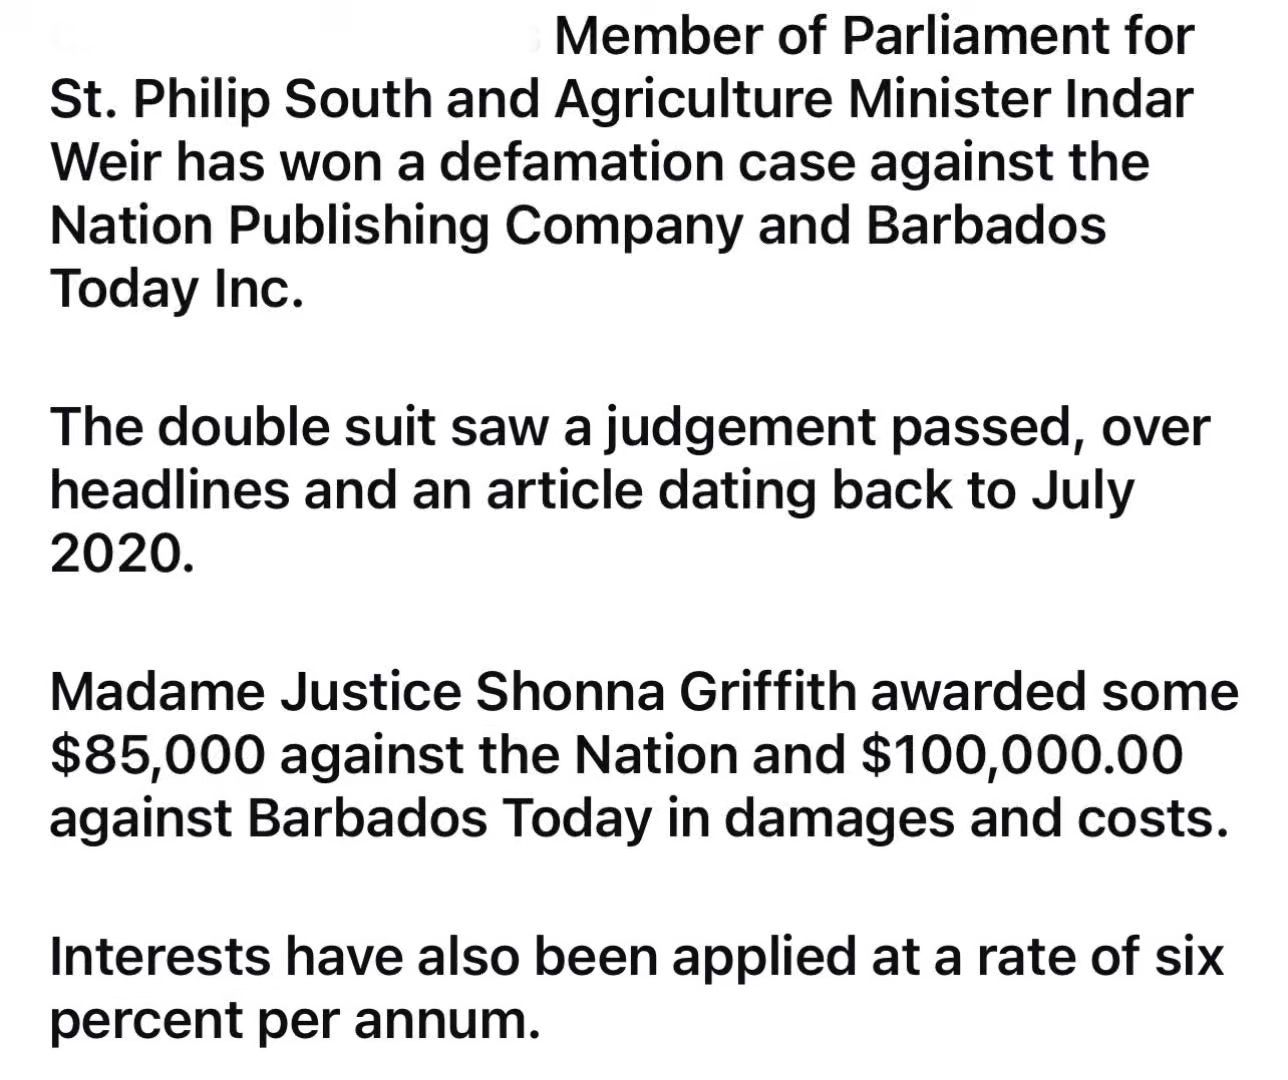 Member of Parliament for
St. Philip South and Agriculture Minister Indar
Weir has won a defamation case against the
Nation Publishing Company and Barbados
Today Inc.
The double suit saw a judgement passed, over
headlines and an article dating back to July
2020.
Madame Justice Shonna Griffith awarded some
$85,000 against the Nation and $100,000.00
against Barbados Today in damages and costs.
Interests have also been applied at a rate of six
percent per annum.